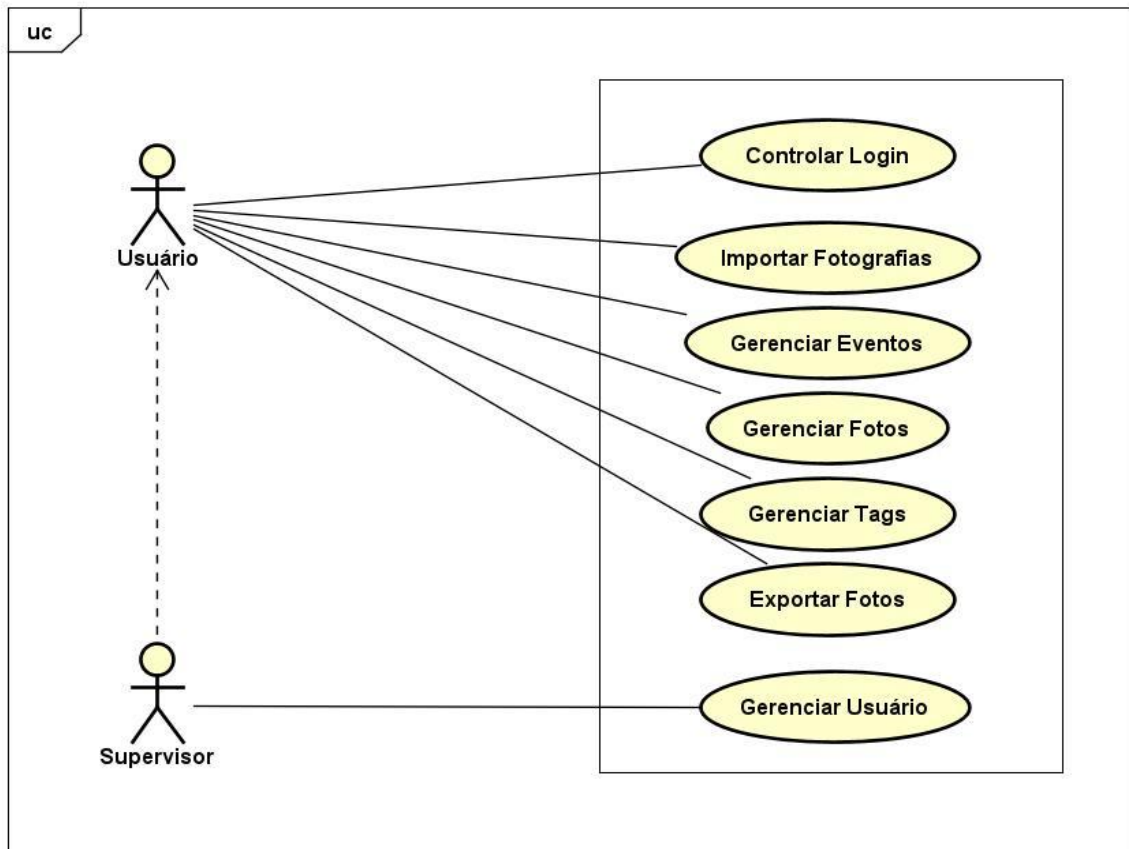 uc
Controlar Login
Usuário
Importar Fotografias
Gerenciar Eventos
Gerenciar Fotos
Gerenciar Tags
Exportar Fotos
Gerenciar Usuário
Supervisor